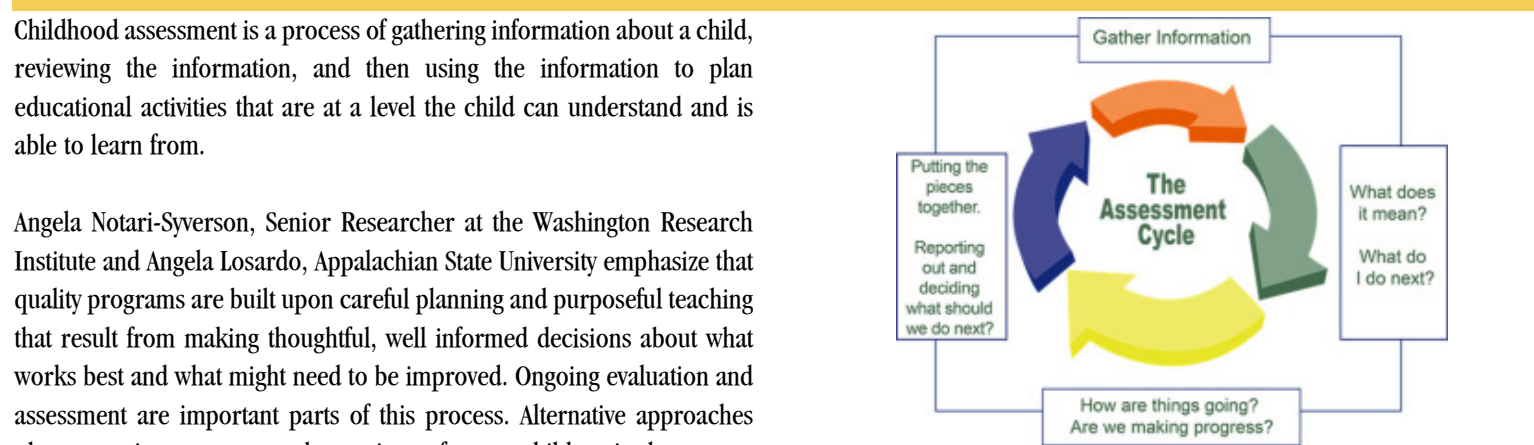 Childhood assessment is a process of gathering information about a child,
reviewing the information, and then using the information to plan
educational activities that are at a level the child can understand and is
able to learn from.
Angela Notari-Syverson, Senior Researcher at the Washington Research
Institute and Angela Losardo, Appalachian State University emphasize that
quality programs are built upon careful planning and purposeful teaching
that result from making thoughtful, well informed decisions about what
works best and what might need to be improved. Ongoing evaluation and
assessment are important parts of this process. Alternative approaches
Gather Information
The
Assessment
Cycle
What does
it mean?
What do
I do next?
How are things going?
Are we making progress?
Putting the
pieces
together.
Reporting
out and
deciding
what should
we do next?